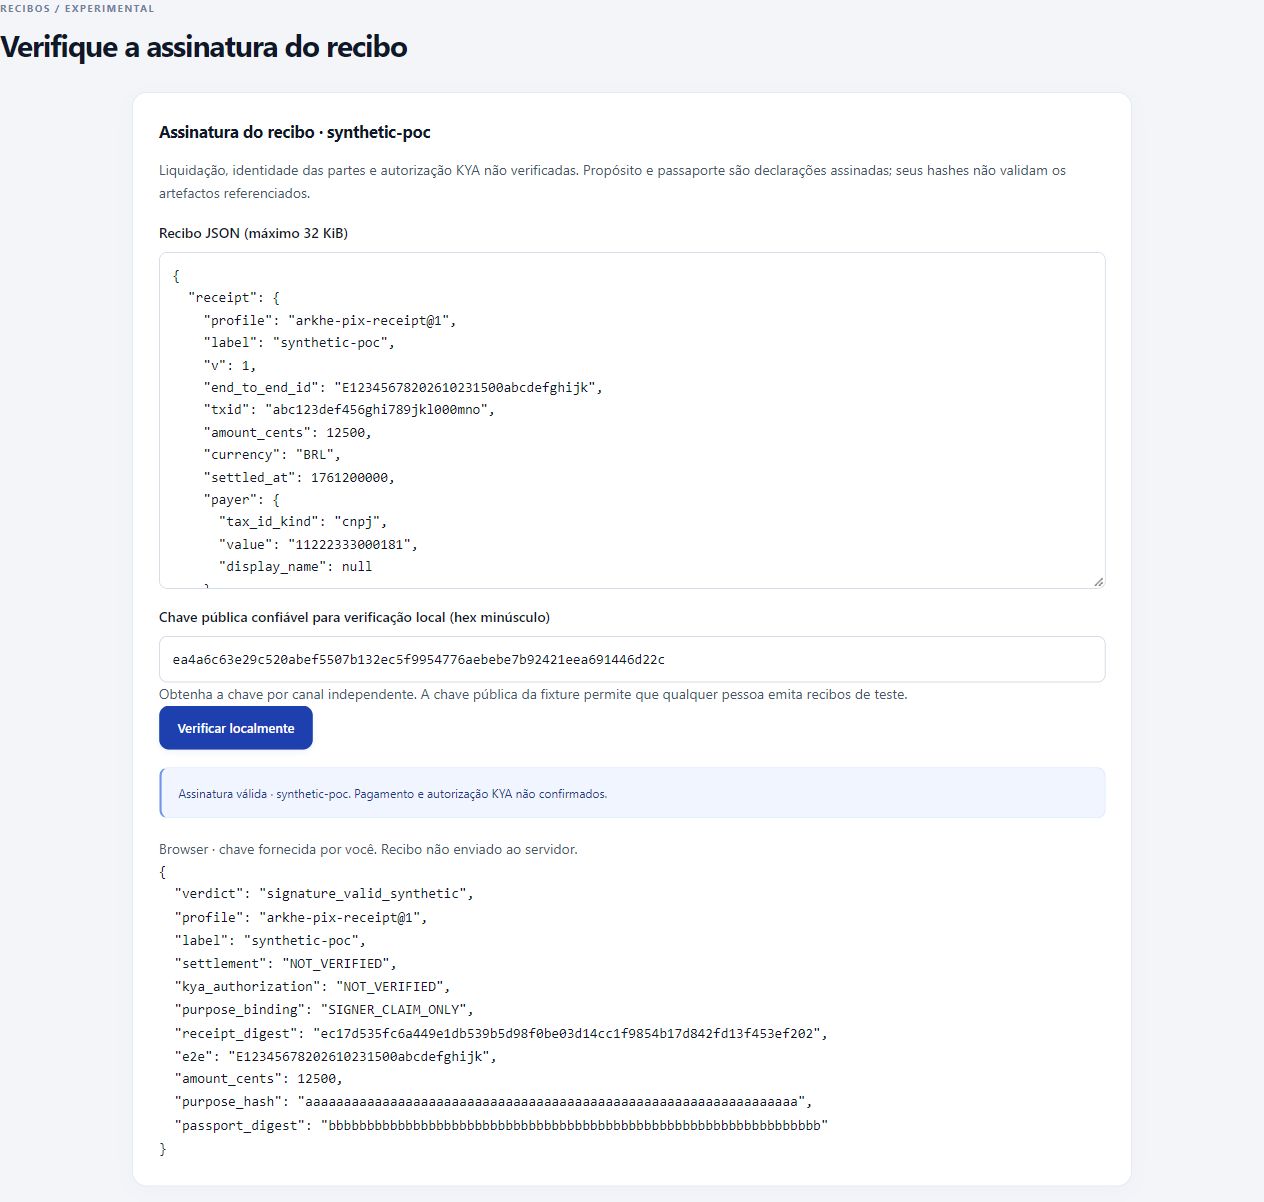 RECIBOS / EXPERIMENTAL
Verifique a assinatura do recibo
Assinatura do recibo · synthetic-poc
Liquidação, identidade das partes e autorização KYA não verificadas. Propósito e passaporte são declarações assinadas; seus hashes não validam os
artefactos referenciados.
Recibo JSON (máximo 32 KiB)
{
  "receipt": {
    "profile": "arkhe-pix-receipt@1",
    "label": "synthetic-poc",
    "v": 1,
    "end_to_end_id": "E12345678202610231500abcdefghijk",
    "txid": "abc123def456ghi789jkl000mno",
    "amount_cents": 12500,
    "currency": "BRL",
    "settled_at": 1761200000,
    "payer": {
      "tax_id_kind": "cnpj",
      "value": "11222333000181",
      "display_name": null
Chave pública confiável para verificação local (hex minúsculo)
ea4a6c63e29c520abef5507b132ec5f9954776aebebe7b92421eea691446d22c
Obtenha a chave por canal independente. A chave pública da fixture permite que qualquer pessoa emita recibos de teste.
Verificar localmente
Assinatura válida · synthetic-poc. Pagamento e autorização KYA não confirmados.
Browser · chave fornecida por você. Recibo não enviado ao servidor.
{
  "verdict": "signature_valid_synthetic",
  "profile": "arkhe-pix-receipt@1",
  "label": "synthetic-poc",
  "settlement": "NOT_VERIFIED",
  "kya_authorization": "NOT_VERIFIED",
  "purpose_binding": "SIGNER_CLAIM_ONLY",
  "receipt_digest": "ec17d535fc6a449e1db539b5d98f0be03d14cc1f9854b17d842fd13f453ef202",
  "e2e": "E12345678202610231500abcdefghijk",
  "amount_cents": 12500,
  "purpose_hash": "aaaaaaaaaaaaaaaaaaaaaaaaaaaaaaaaaaaaaaaaaaaaaaaaaaaaaaaaaaaaaaaa",
  "passport_digest": "bbbbbbbbbbbbbbbbbbbbbbbbbbbbbbbbbbbbbbbbbbbbbbbbbbbbbbbbbbbbbbbb"
}